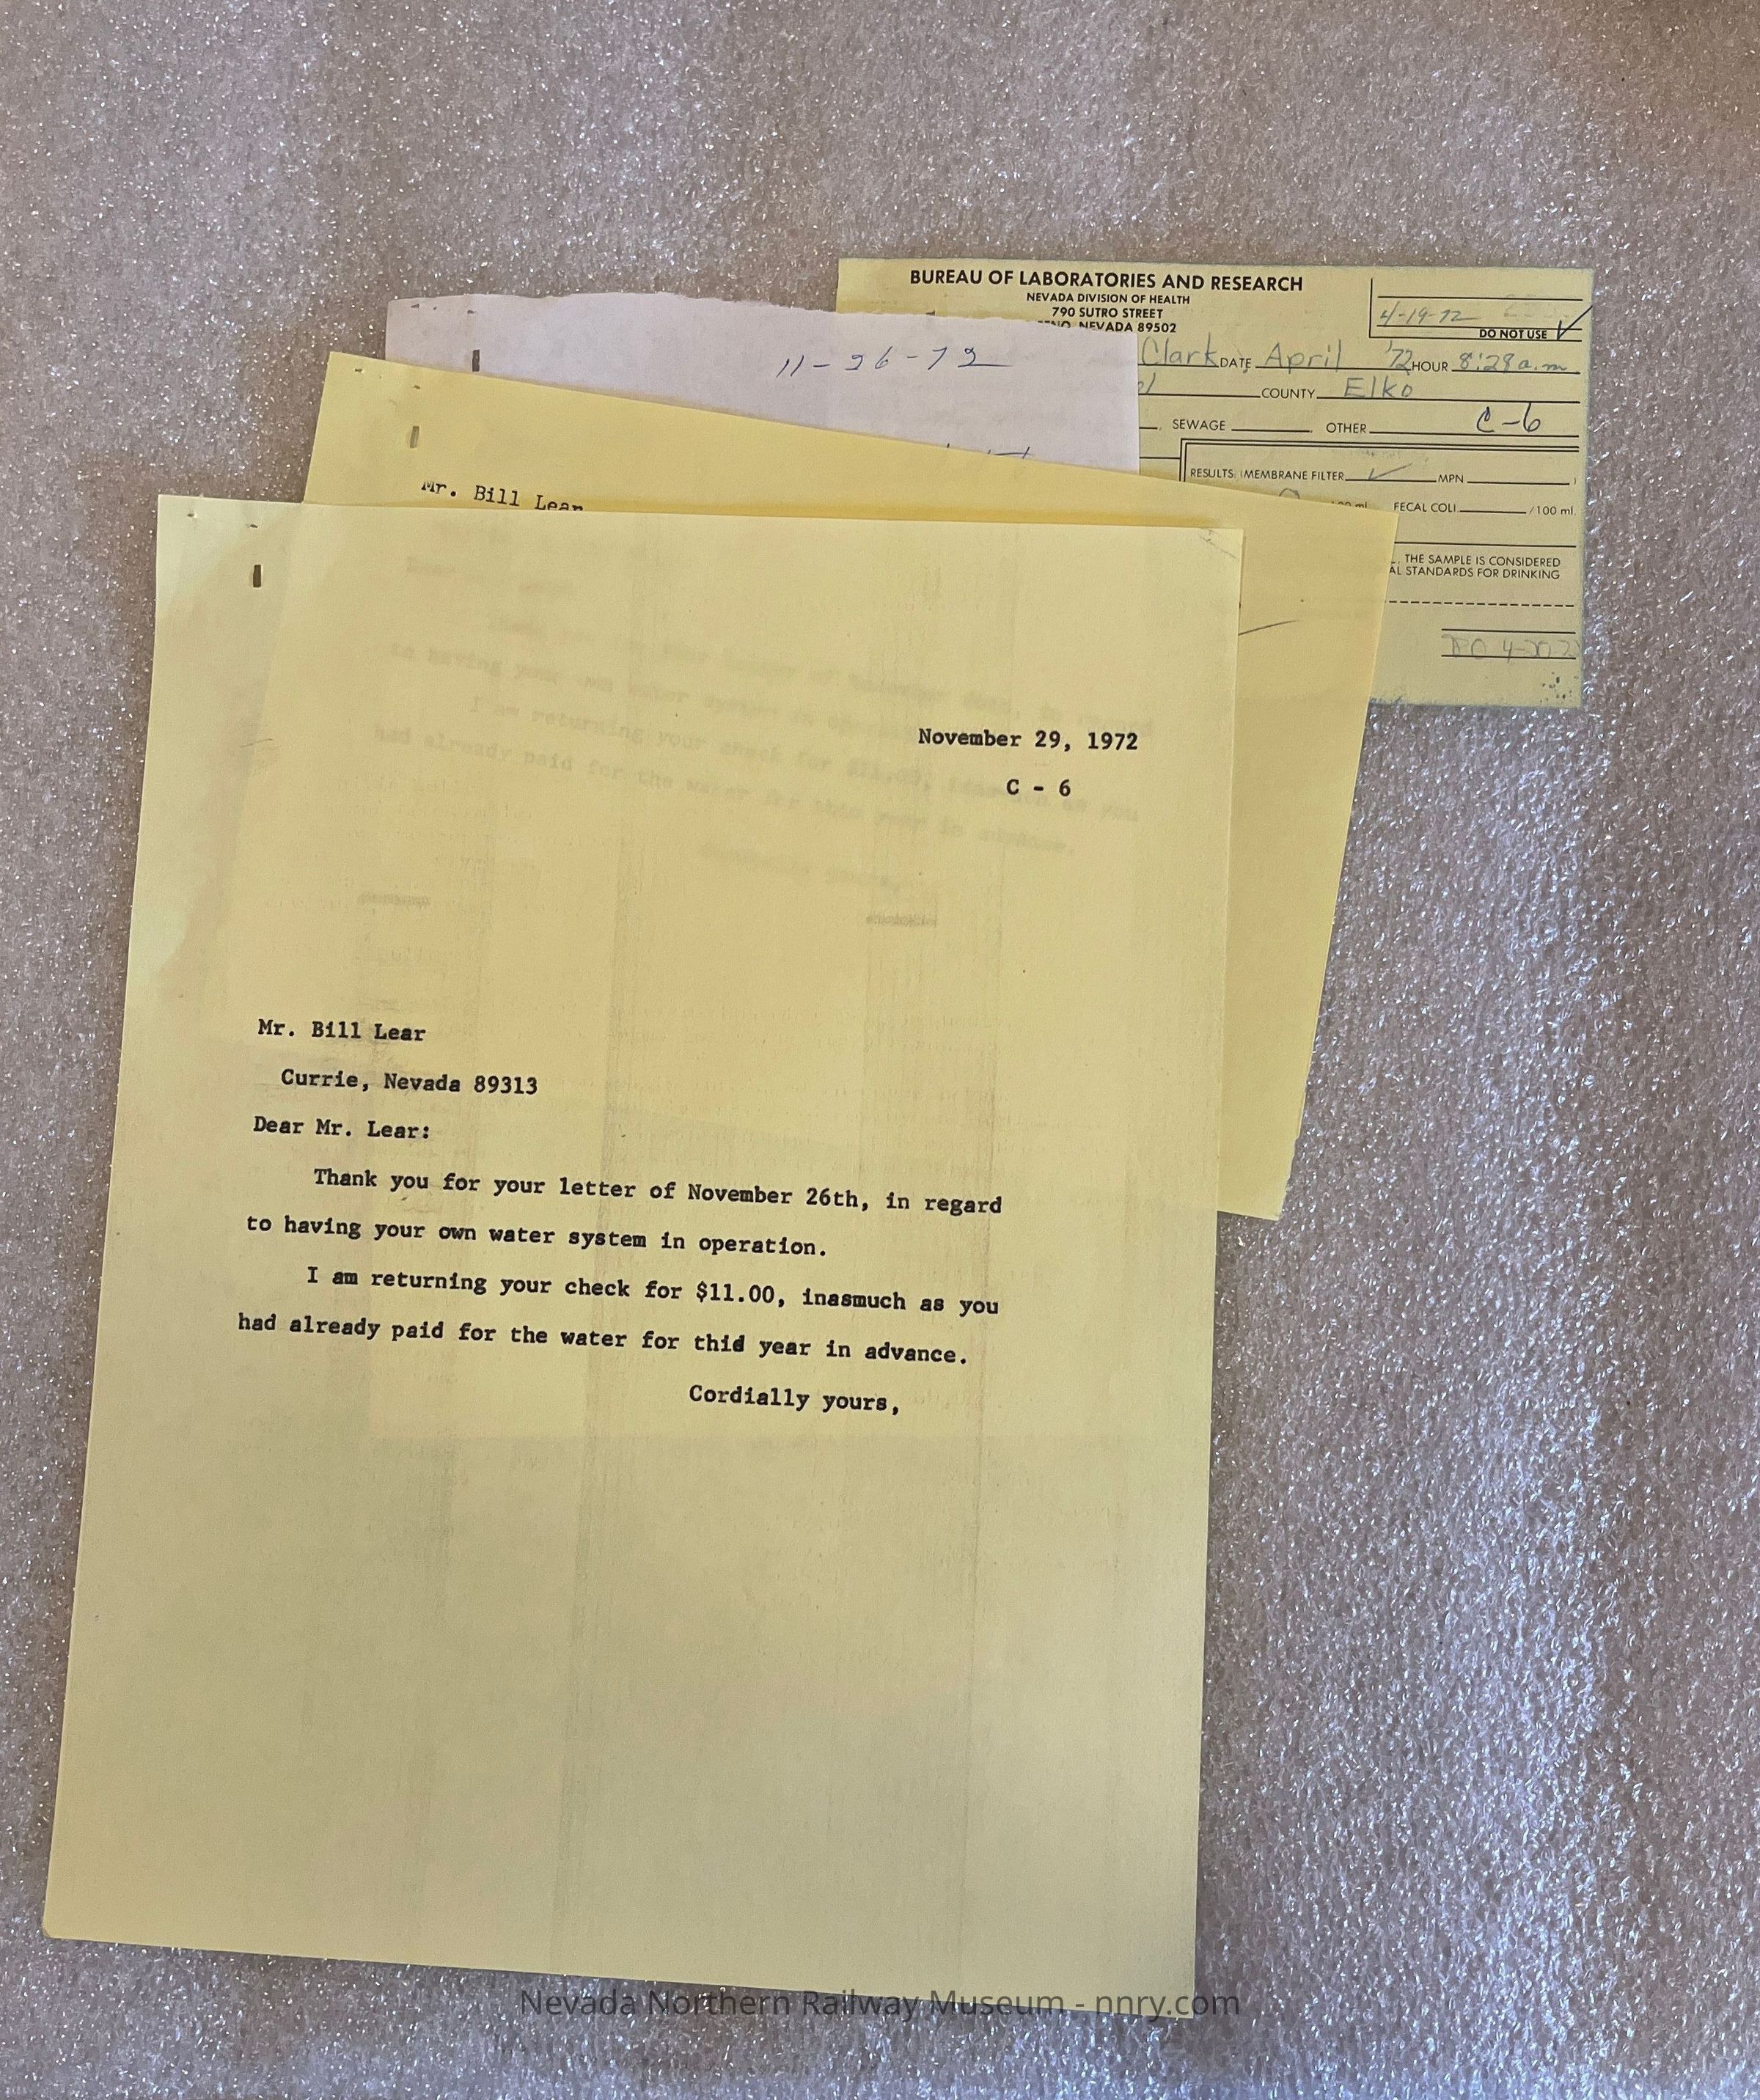 BUREAU OF LABORATORIES AND RESEARCH
NEVADA DIVISION OF HEALTH
790 SUTRO STREET
NEVADA 89502
4-19-72
DO NOT USE
Clark DATE April '72 HOUR 8:28 a.m
COUNTY Elko
SEWAGE OTHER C-6
RESULTS: MEMBRANE FILTER MPN
FECAL COLI /100 ml.
THE SAMPLE IS CONSIDERED
STANDARDS FOR DRINKING
11-26-72
Mr. Bill Lear
November 29, 1972
C - 6
Mr. Bill Lear
Currie, Nevada 89313
Dear Mr. Lear:
Thank you for your letter of November 26th, in regard
to having your own water system in operation.
I am returning your check for $11.00, inasmuch as you
had already paid for the water for thid year in advance.
Cordially yours,
Nevada Northern Railway Museum - nnry.com